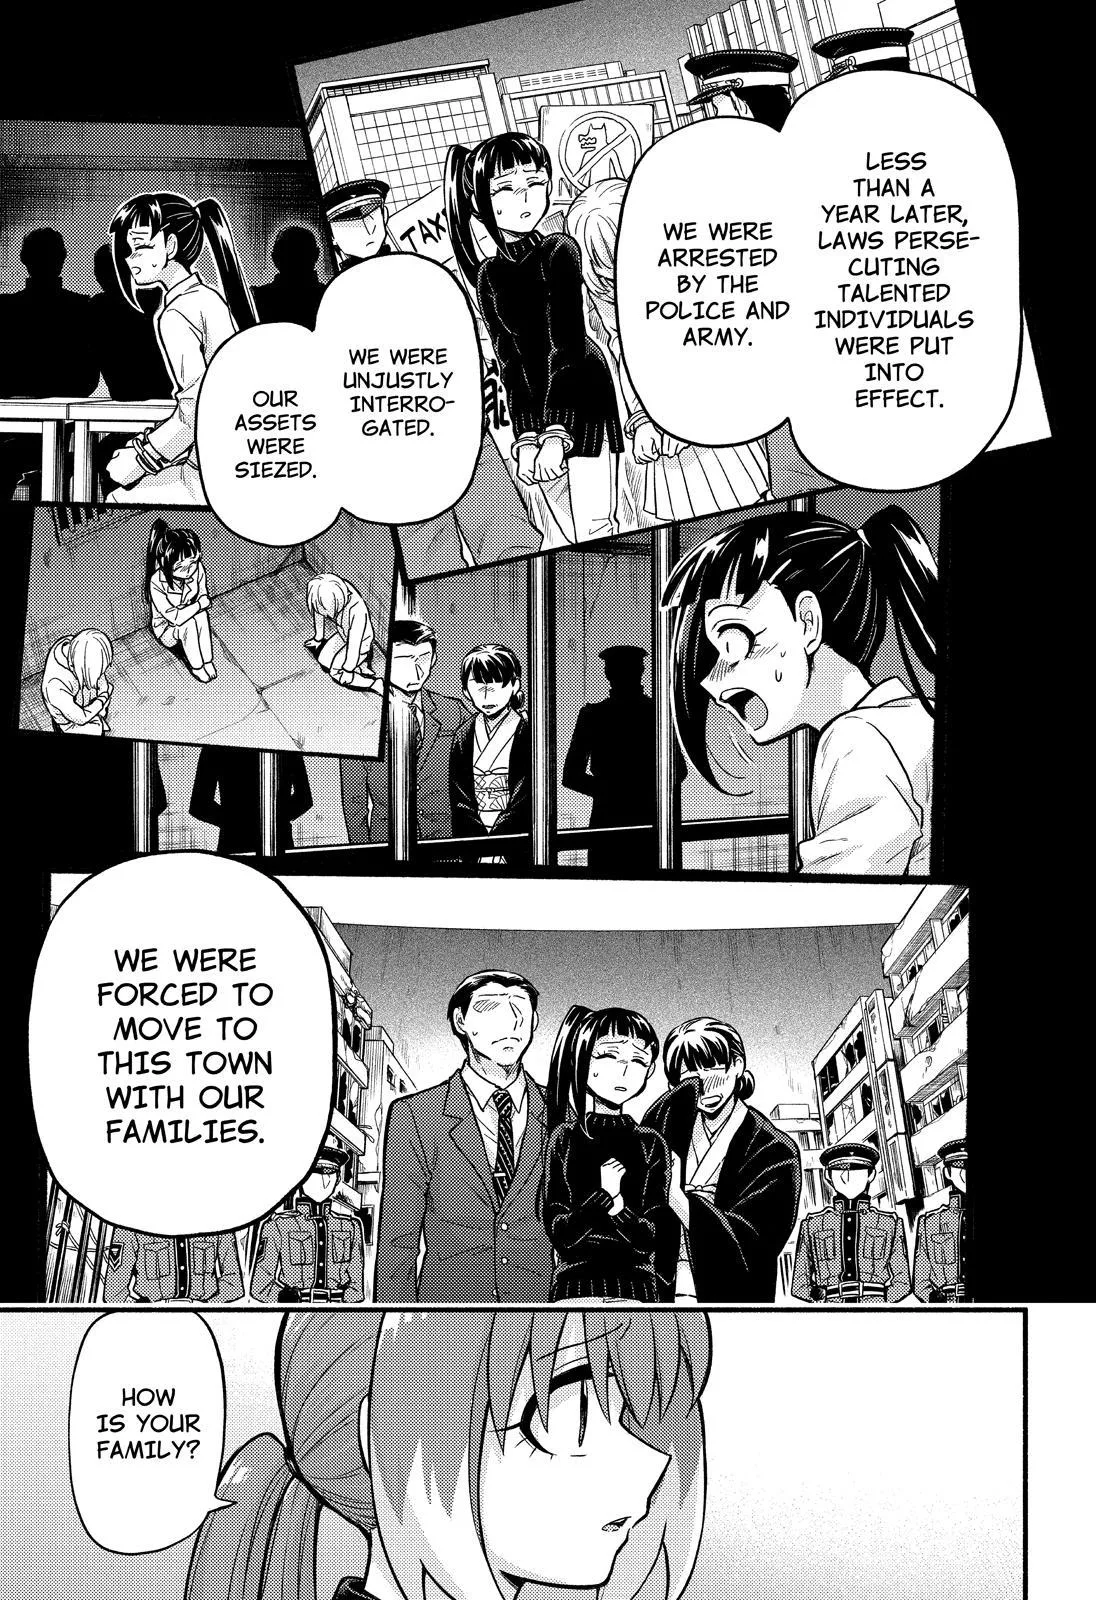 LESS
THAN A
YEAR LATER,
LAWS PERSE-
CUTING
TALENTED
INDIVIDUALS
WERE PUT
INTO
EFFECT.
WE WERE
ARRESTED
BY THE
POLICE AND
ARMY.
TAX
WE WERE
UNJUSTLY
INTERRO-
GATED.
OUR
ASSETS
WERE
SIEZED.
WE WERE
FORCED TO
MOVE TO
THIS TOWN
WITH OUR
FAMILIES.
HOW
IS YOUR
FAMILY?